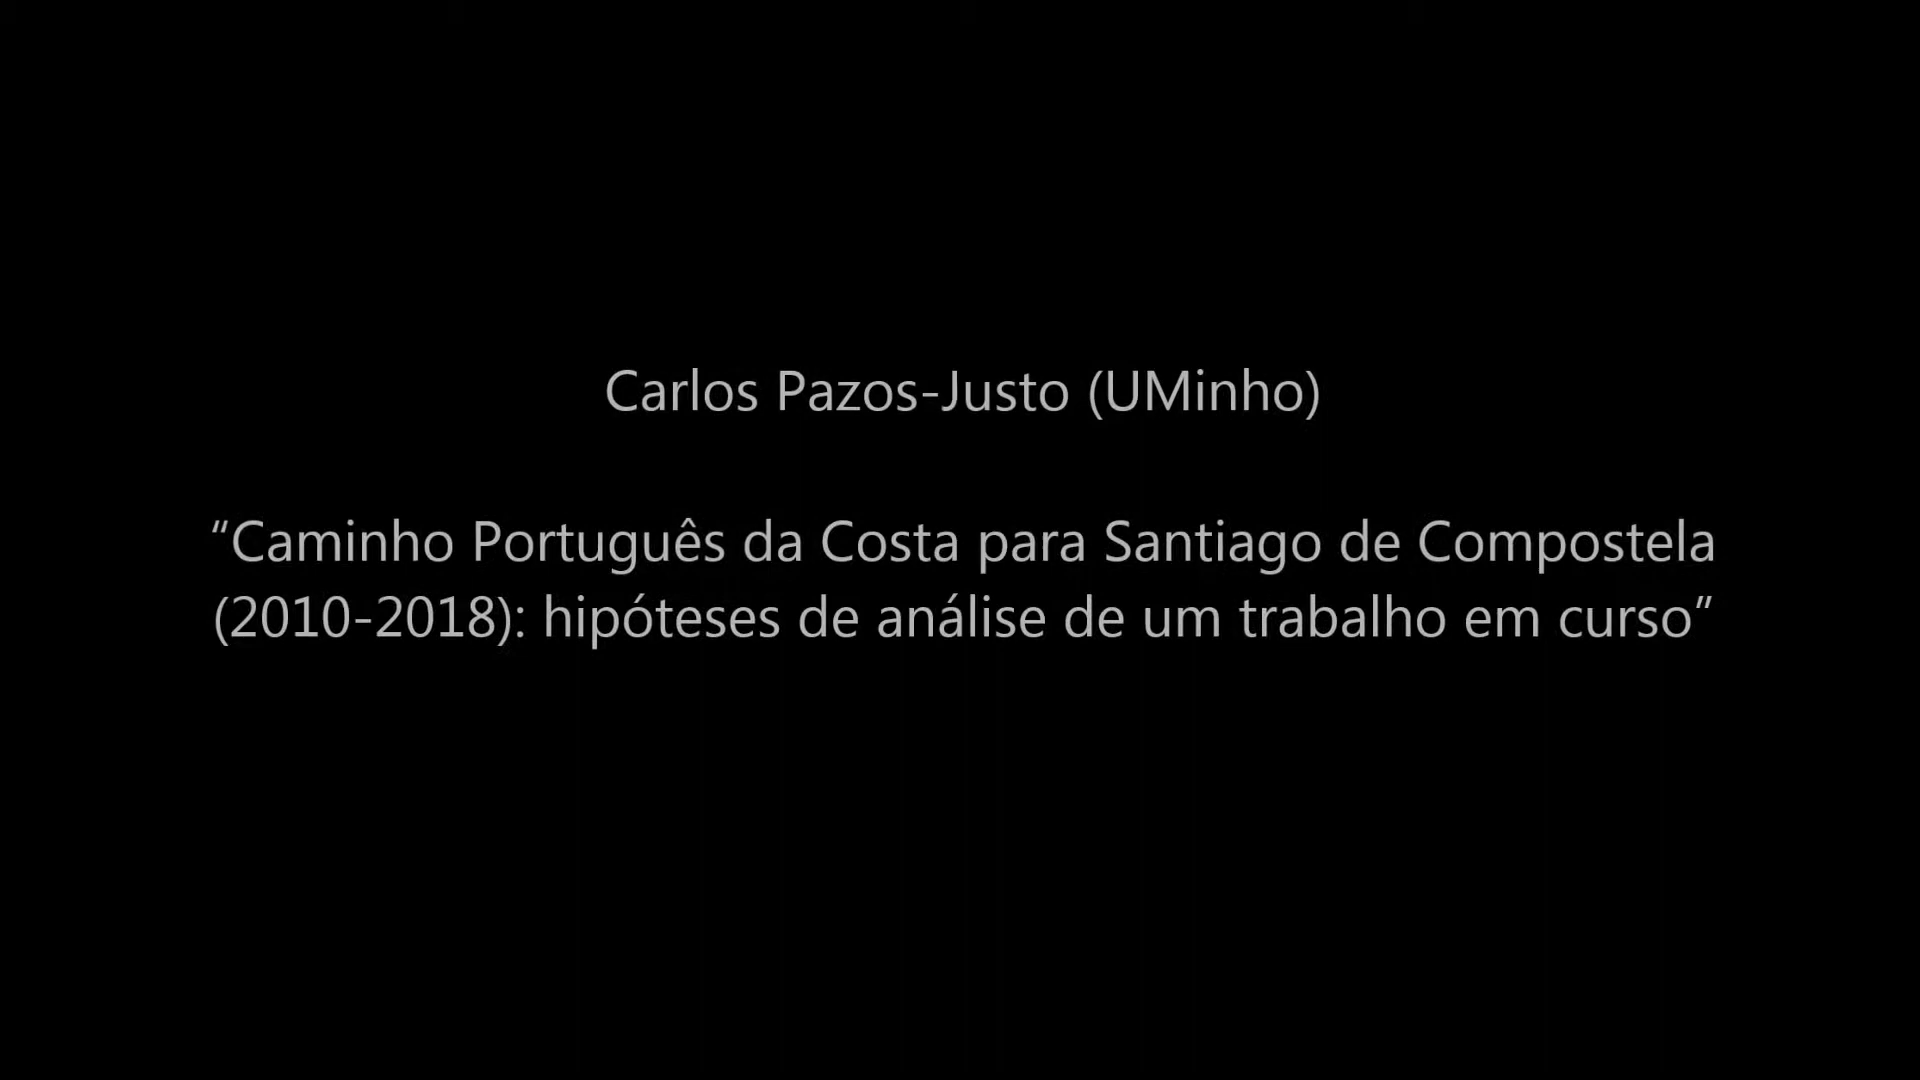 Carlos Pazos-Justo (UMinho)
“Caminho Português da Costa para Santiago de Compostela
(2010-2018): hipóteses de análise de um trabalho em curso”